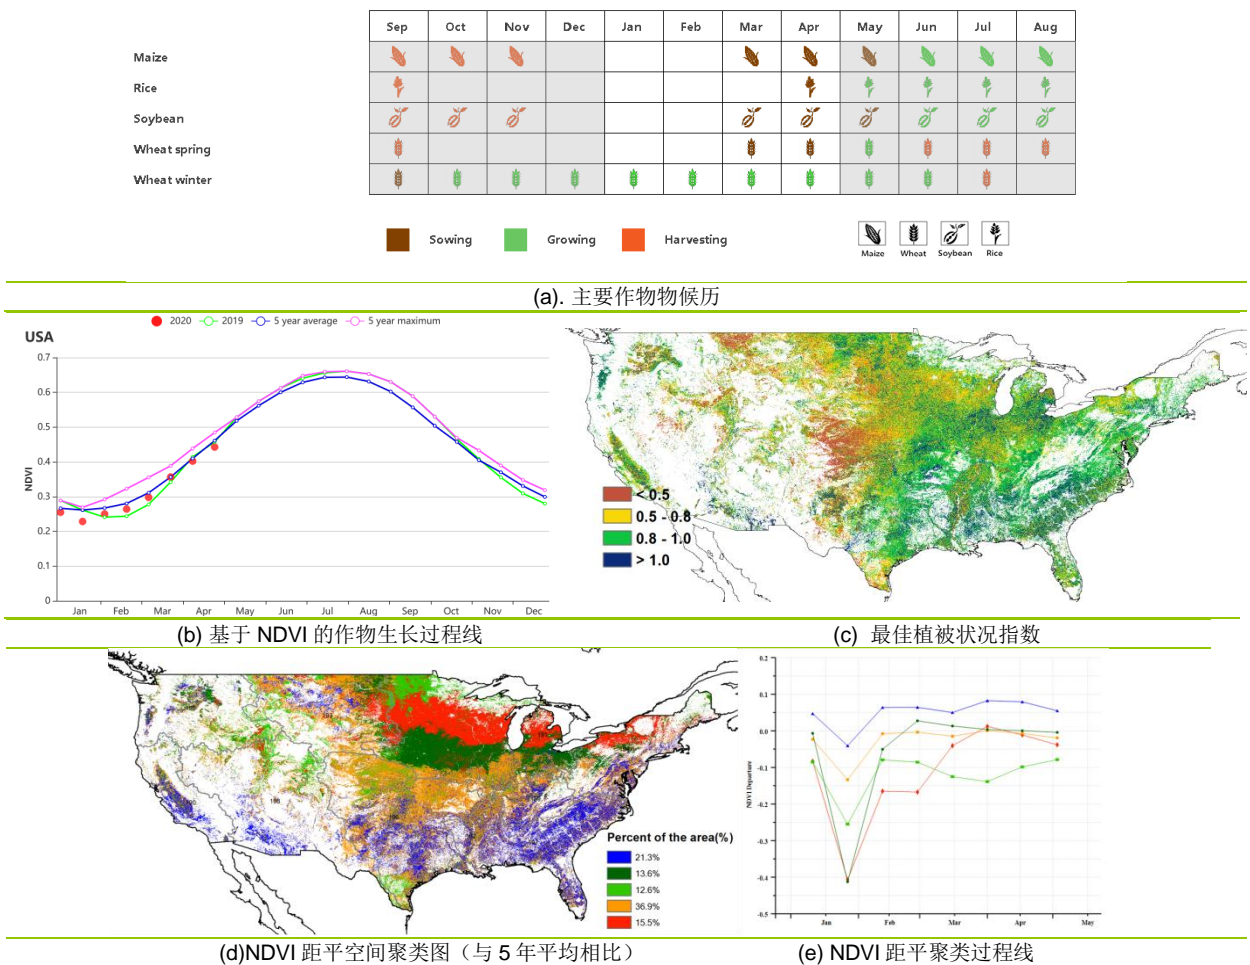 Sep Oct Nov Dec Jan Feb Mar Apr May Jun Jul Aug
Maize
Rice
Soybean
Wheat spring
Wheat winter
Sowing Growing Harvesting
Maize Wheat Soybean Rice
(a). 主要作物物候历
2020 2019 5 year average 5 year maximum
USA
NDVI
0.7
0.6
0.5
0.4
0.3
0.2
0.1
0
Jan Feb Mar Apr May Jun Jul Aug Sep Oct Nov Dec
< 0.5
0.5 - 0.8
0.8 - 1.0
> 1.0
(b) 基于 NDVI 的作物生长过程线
(c) 最佳植被状况指数
Percent of the area(%)
21.3%
13.6%
12.6%
36.9%
15.5%
NDVI Departure
0.2
0.1
0.0
-0.1
-0.2
-0.3
-0.4
-0.5
Jan Feb Mar Apr May
(d)NDVI 距平空间聚类图（与 5 年平均相比）
(e) NDVI 距平聚类过程线